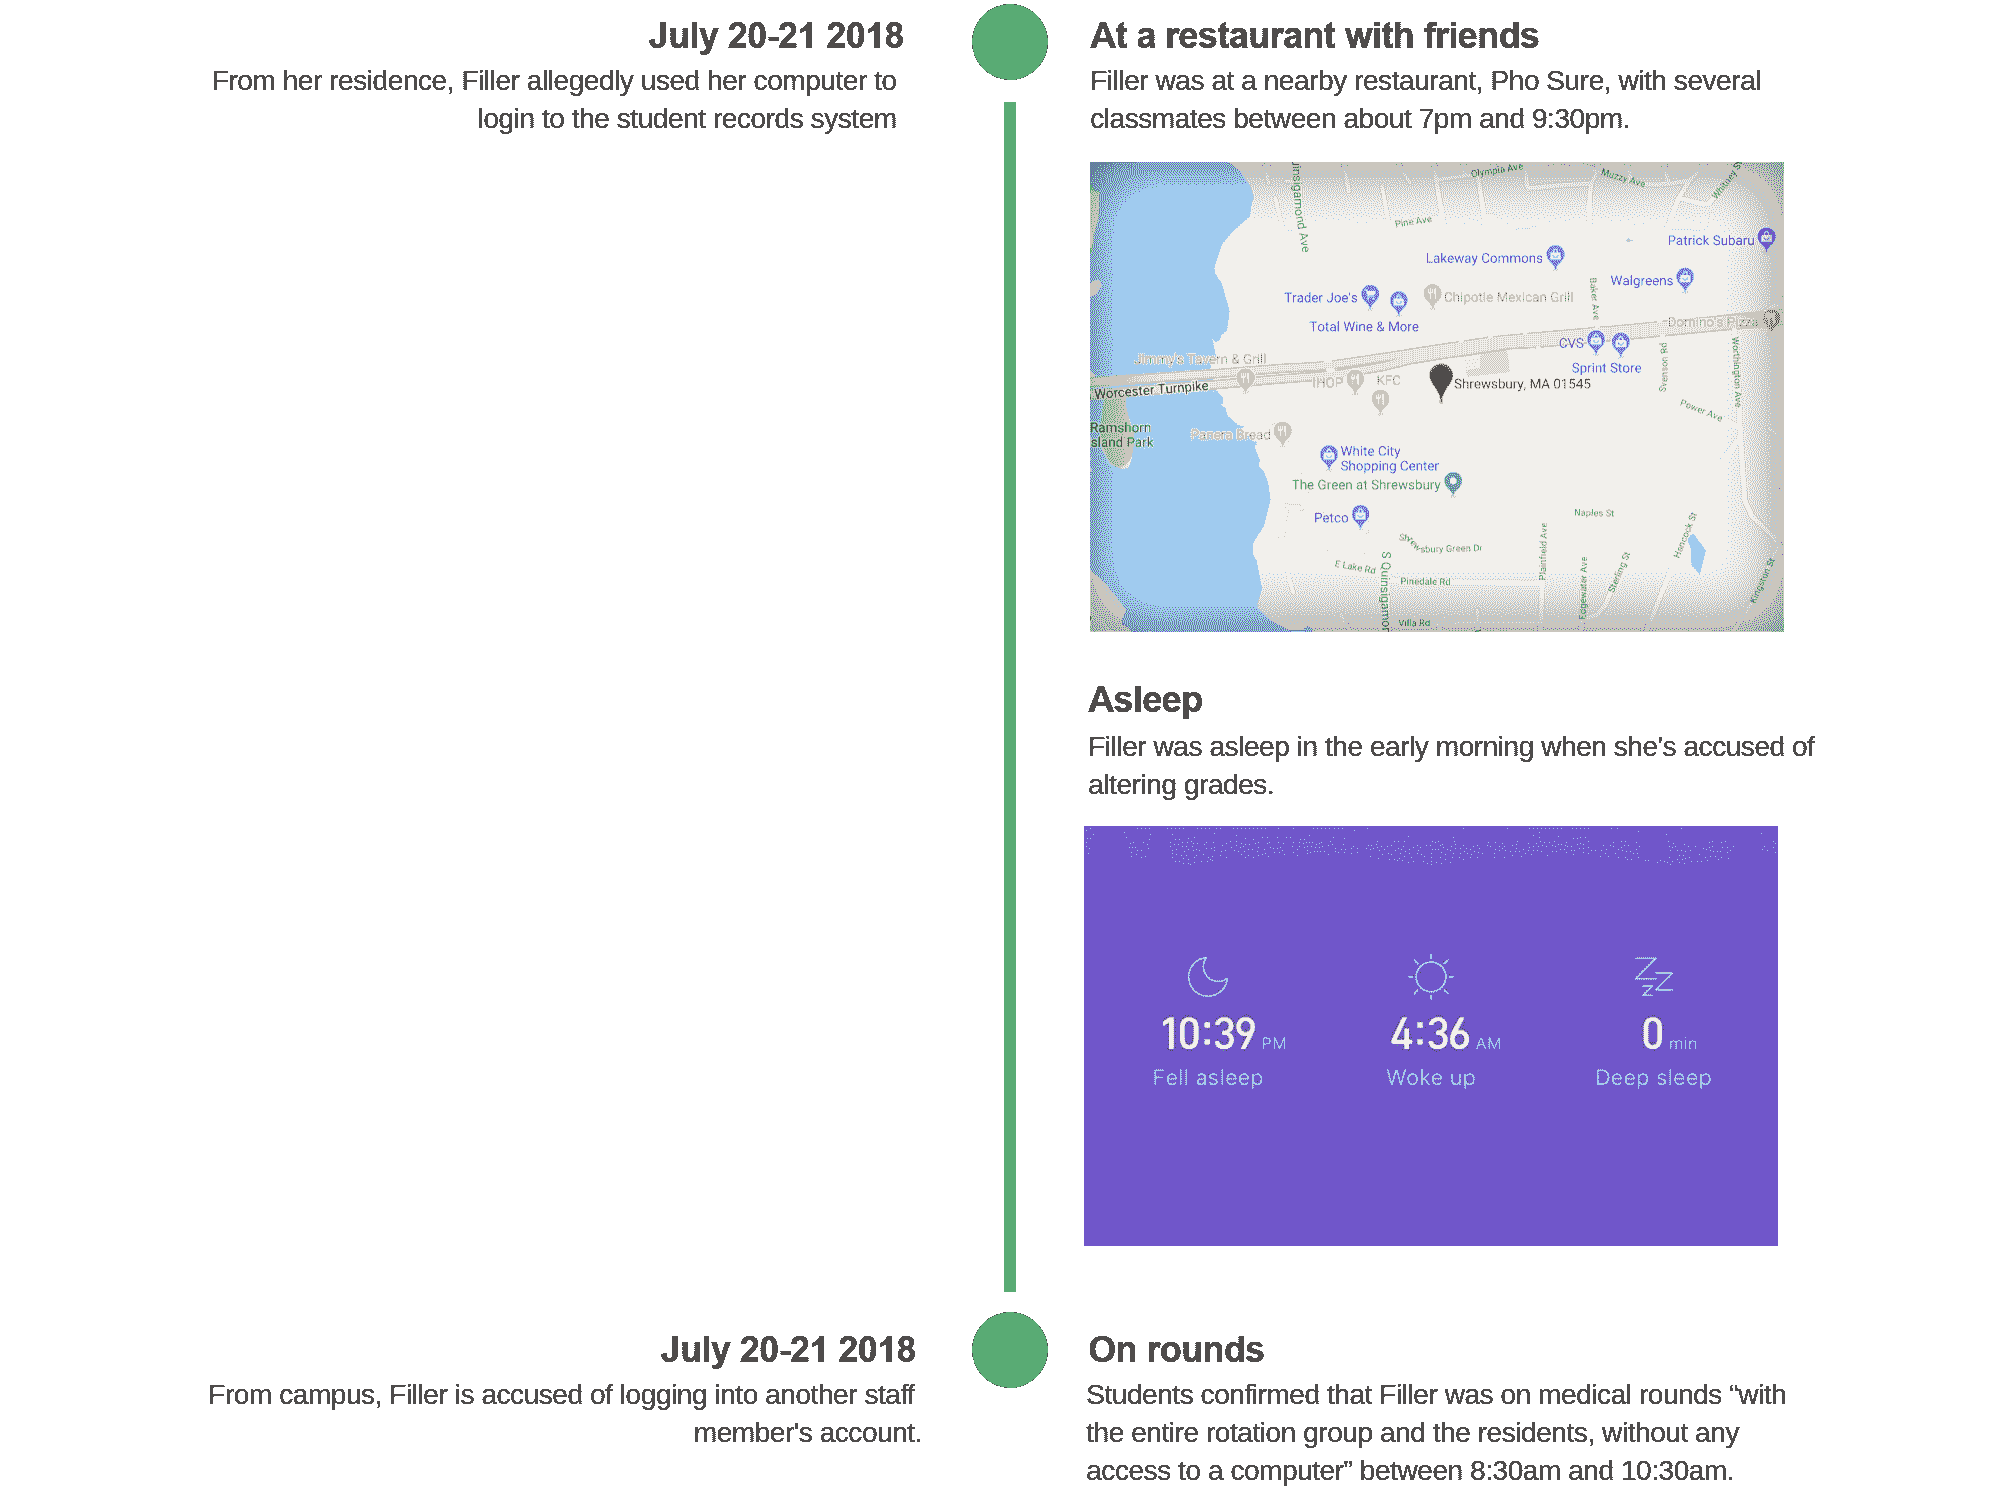 July 20-21 2018
From her residence, Filler allegedly used her computer to
login to the student records system
At a restaurant with friends
Filler was at a nearby restaurant, Pho Sure, with several
classmates between about 7pm and 9:30pm.
Olympia Ave
Muzzy Ave
Whitney St
uinsigamond Ave
Pine Ave
Patrick Subaru
Lakeway Commons
Walgreens
Baker Ave
Trader Joe's
Chipotle Mexican Grill
Total Wine & More
Domino's Pizza
CVS
Sprint Store
Svenson Rd
Worthington Ave
Jimmy's Tavern & Grill
Worcester Turnpike
IHOP
KFC
Shrewsbury, MA 01545
Power Ave
Ramshorn
sland Park
Panera Bread
White City
Shopping Center
The Green at Shrewsbury
Petco
Naples St
Hancock St
Shrewsbury Green Dr
Plainfield Ave
E Lake Rd
S Quinsigamon
Pinedale Rd
Edgewater Ave
Sterling St
Kingston St
Villa Rd
Asleep
Filler was asleep in the early morning when she's accused of
altering grades.
10:39 PM
Fell asleep
4:36 AM
Woke up
0 min
Deep sleep
July 20-21 2018
From campus, Filler is accused of logging into another staff
member's account.
On rounds
Students confirmed that Filler was on medical rounds “with
the entire rotation group and the residents, without any
access to a computer” between 8:30am and 10:30am.